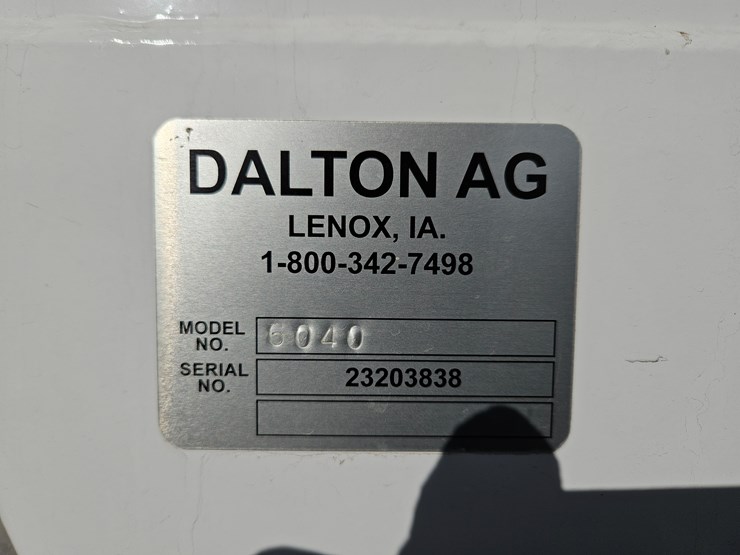 DALTON AG
LENOX, IA.
1-800-342-7498
MODEL NO. 6040
SERIAL NO. 23203838